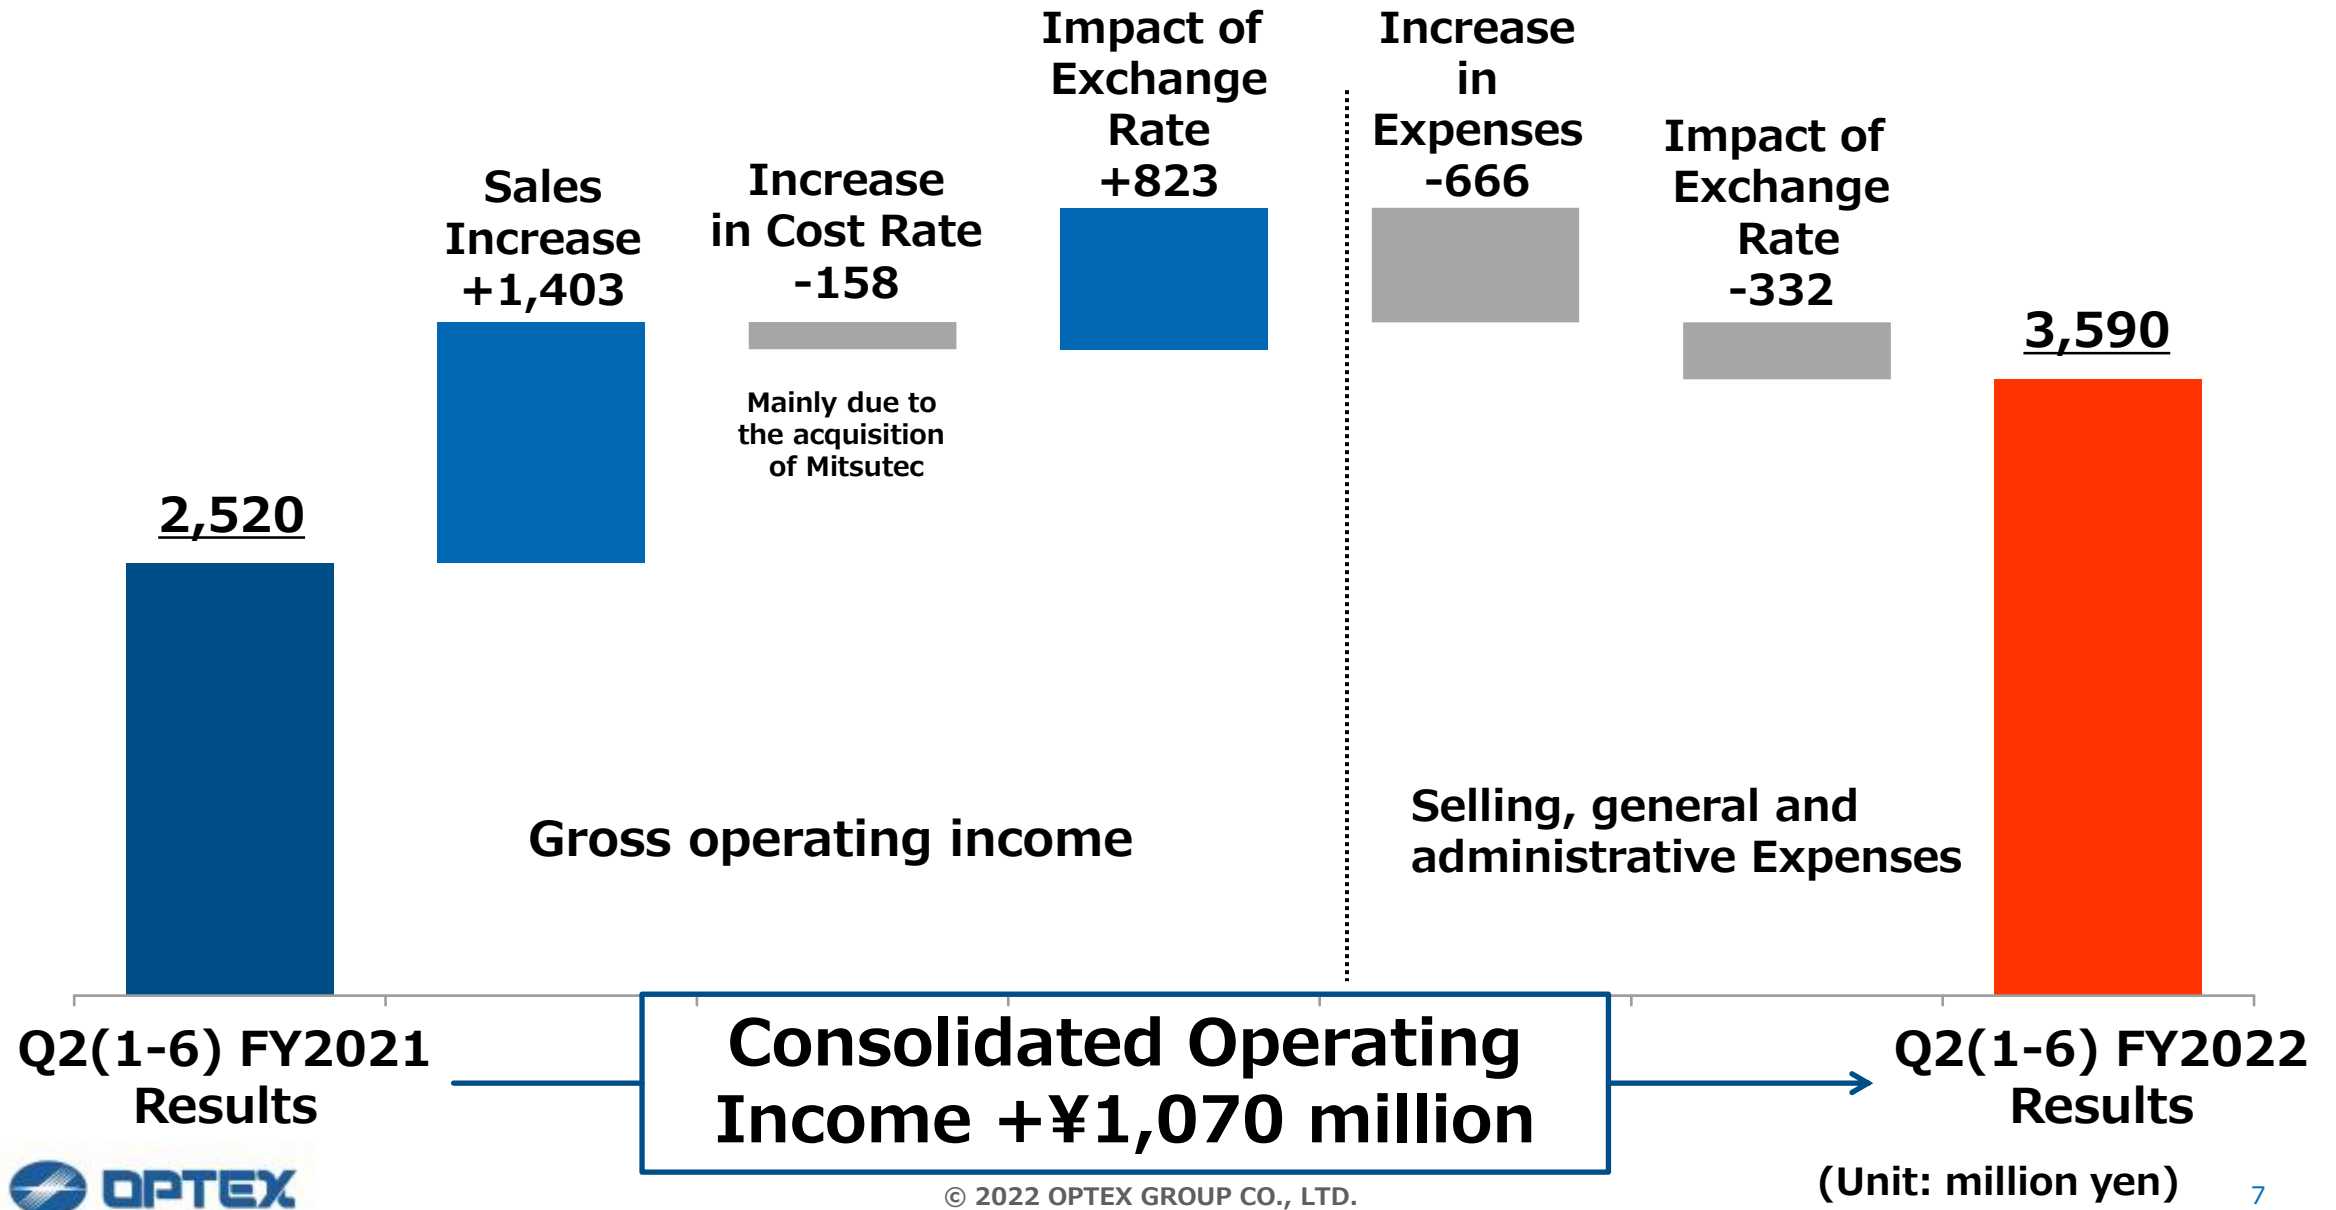 Impact of
Exchange
Rate
+823
Increase
in
Expenses
-666
Impact of
Exchange
Rate
-332
Sales
Increase
+1,403
Increase
in Cost Rate
-158
3,590
Mainly due to
the acquisition
of Mitsutec
2,520
Gross operating income
Selling, general and
administrative Expenses
Q2(1-6) FY2021
Results
Consolidated Operating
Income +¥1,070 million
Q2(1-6) FY2022
Results
(Unit: million yen)
OPTEX
© 2022 OPTEX GROUP CO., LTD.
7